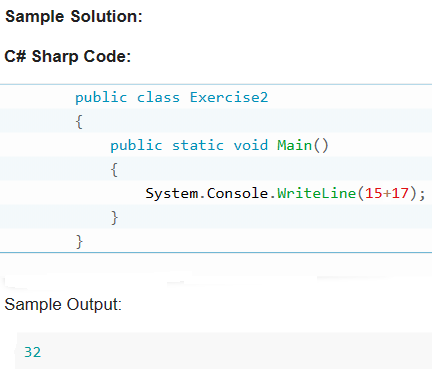 Sample Solution:
C# Sharp Code:
public class Exercise2
{
public static void Main()
{
System.Console.WriteLine(15+17);
}
}
Sample Output:
32